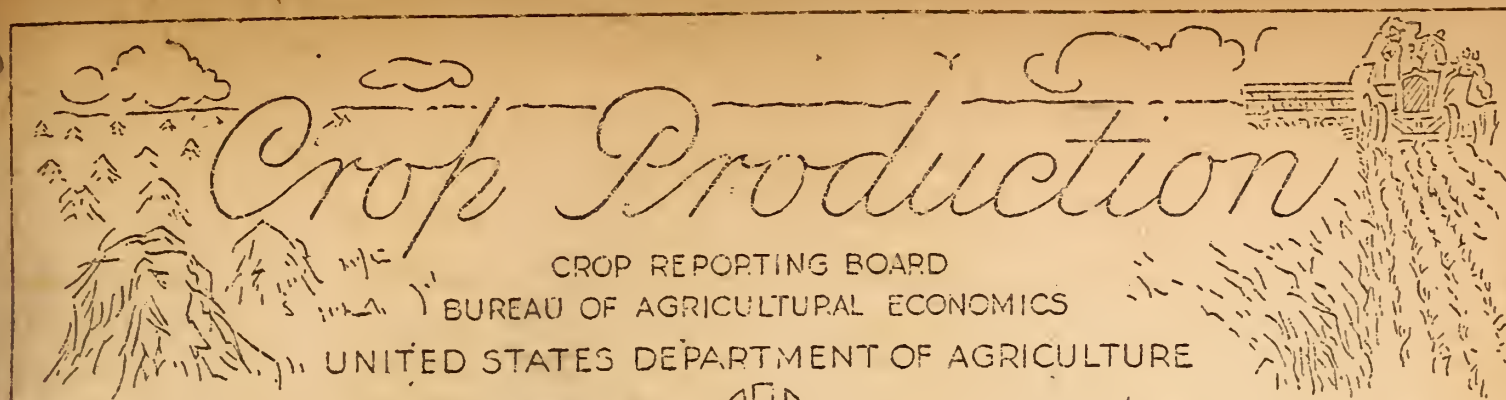 Crop Production
CROP REPORTING BOARD
BUREAU OF AGRICULTURAL ECONOMICS
UNITED STATES DEPARTMENT OF AGRICULTURE